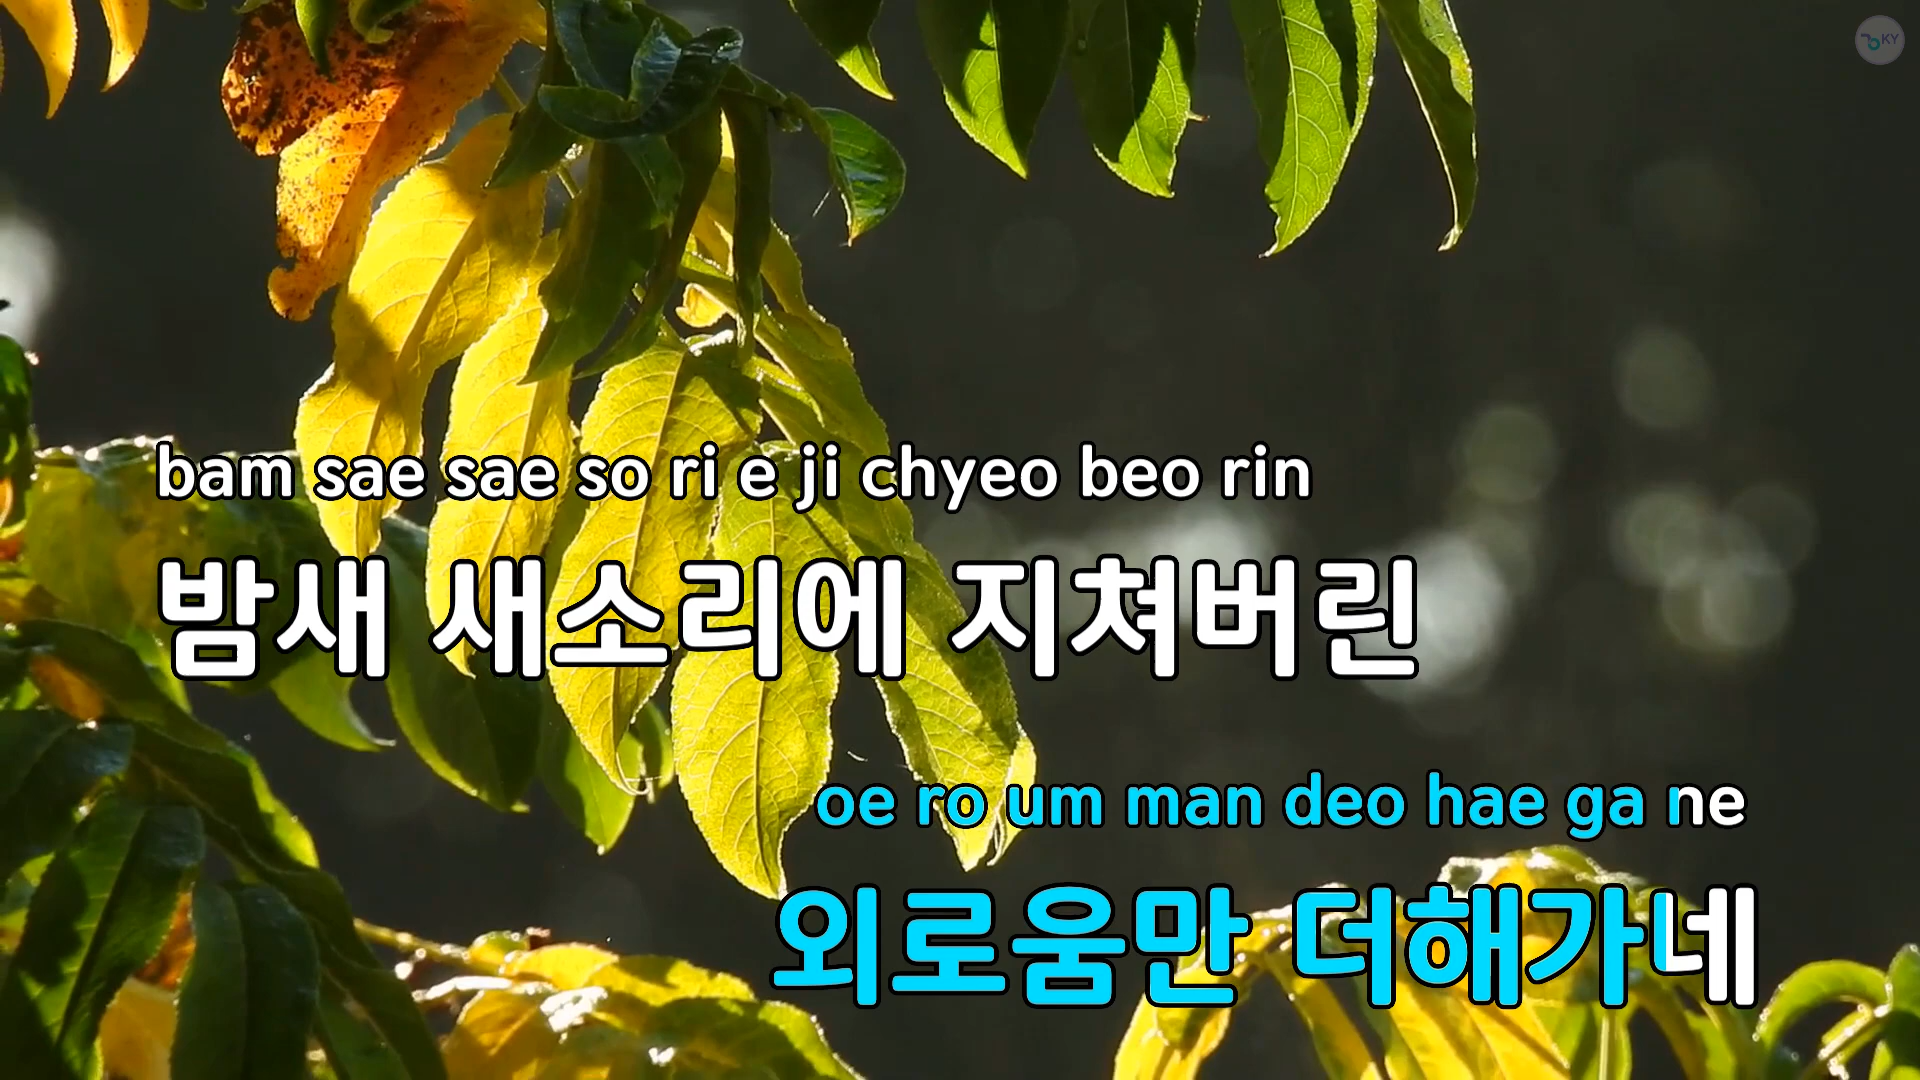 KY
bam sae sae so ri e ji chyeo beo rin
밤새 새소리에 지쳐버린
oe ro um man deo hae ga ne
외로움만 더해가네